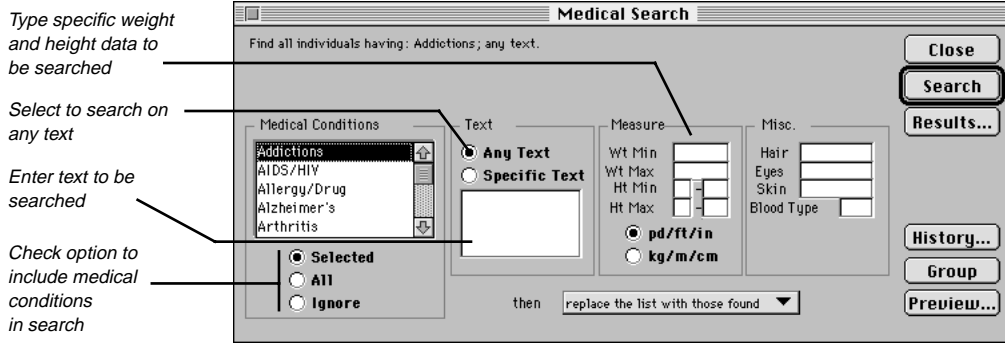 Type specific weight
and height data to
be searched
Select to search on
any text
Enter text to be
searched
Check option to
include medical
conditions
in search
Medical Search
Find all individuals having: Addictions; any text.
Medical Conditions
Addictions
AIDS/HIV
Allergy/Drug
Alzheimer's
Arthritis
Selected
All
Ignore
Text
Any Text
Specific Text
Measure
Wt Min
Wt Max
Ht Min -
Ht Max -
pd/ft/in
kg/m/cm
Misc.
Hair
Eyes
Skin
Blood Type
then replace the list with those found
Close
Search
Results...
History...
Group
Preview...